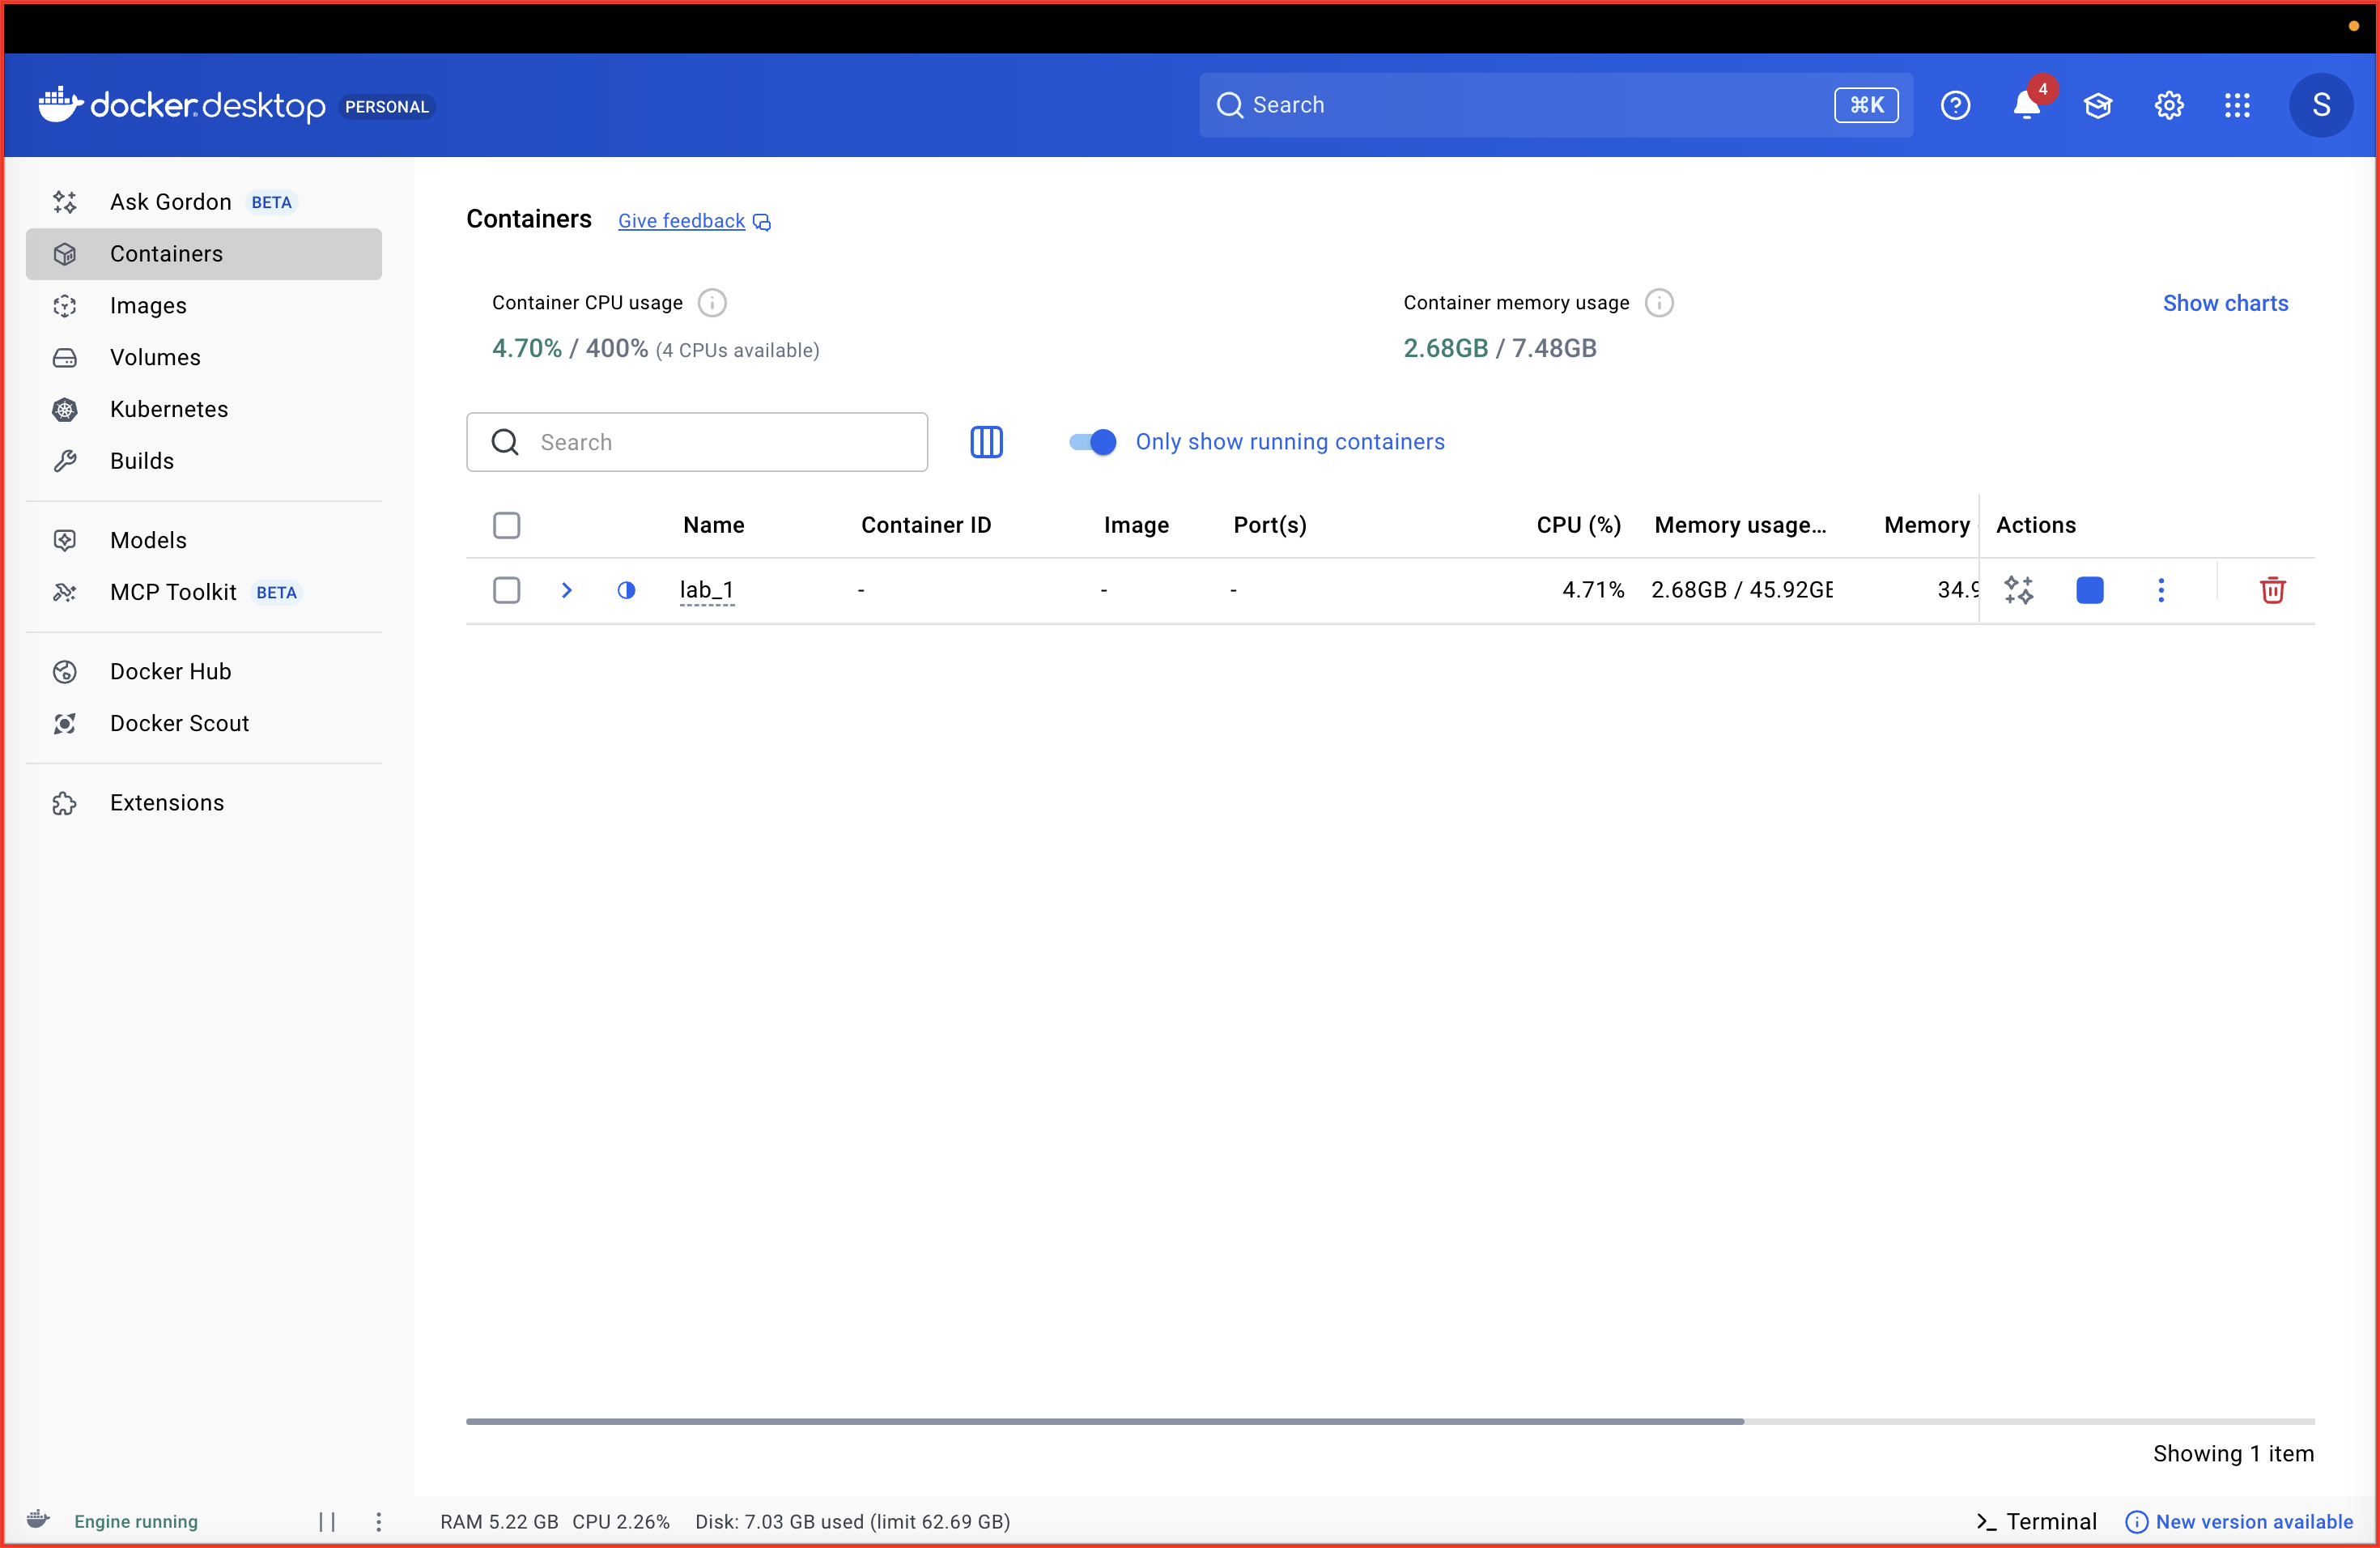 docker desktop PERSONAL
Search ⌘K
4
S
Ask Gordon BETA
Containers
Images
Volumes
Kubernetes
Builds
Models
MCP Toolkit BETA
Docker Hub
Docker Scout
Extensions
Containers Give feedback
Container CPU usage
4.70% / 400% (4 CPUs available)
Container memory usage
2.68GB / 7.48GB
Show charts
Search
Only show running containers
Name Container ID Image Port(s) CPU (%) Memory usage... Memory Actions
lab_1 - - - 4.71% 2.68GB / 45.92GB 34.9
Showing 1 item
Engine running
RAM 5.22 GB CPU 2.26% Disk: 7.03 GB used (limit 62.69 GB)
>_ Terminal
New version available